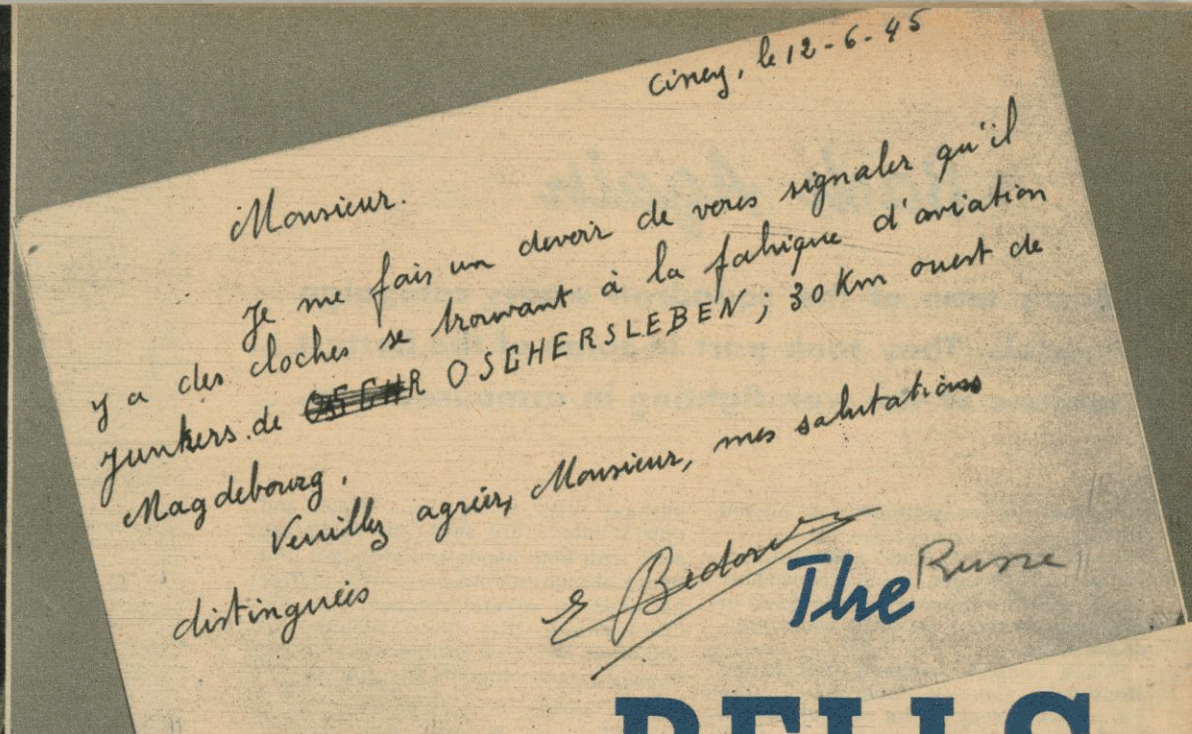 Ciney, le 12-6-45
Monsieur.
Je me fais un devoir de vous signaler qu'il
y a des cloches se trouvant à la fabrique d'aviation
Junkers de OSCHERSLEBEN; 30 Km ouest de
Magdebourg.
Veuillez agréer, Monsieur, mes salutations
distinguées
The
BELLS